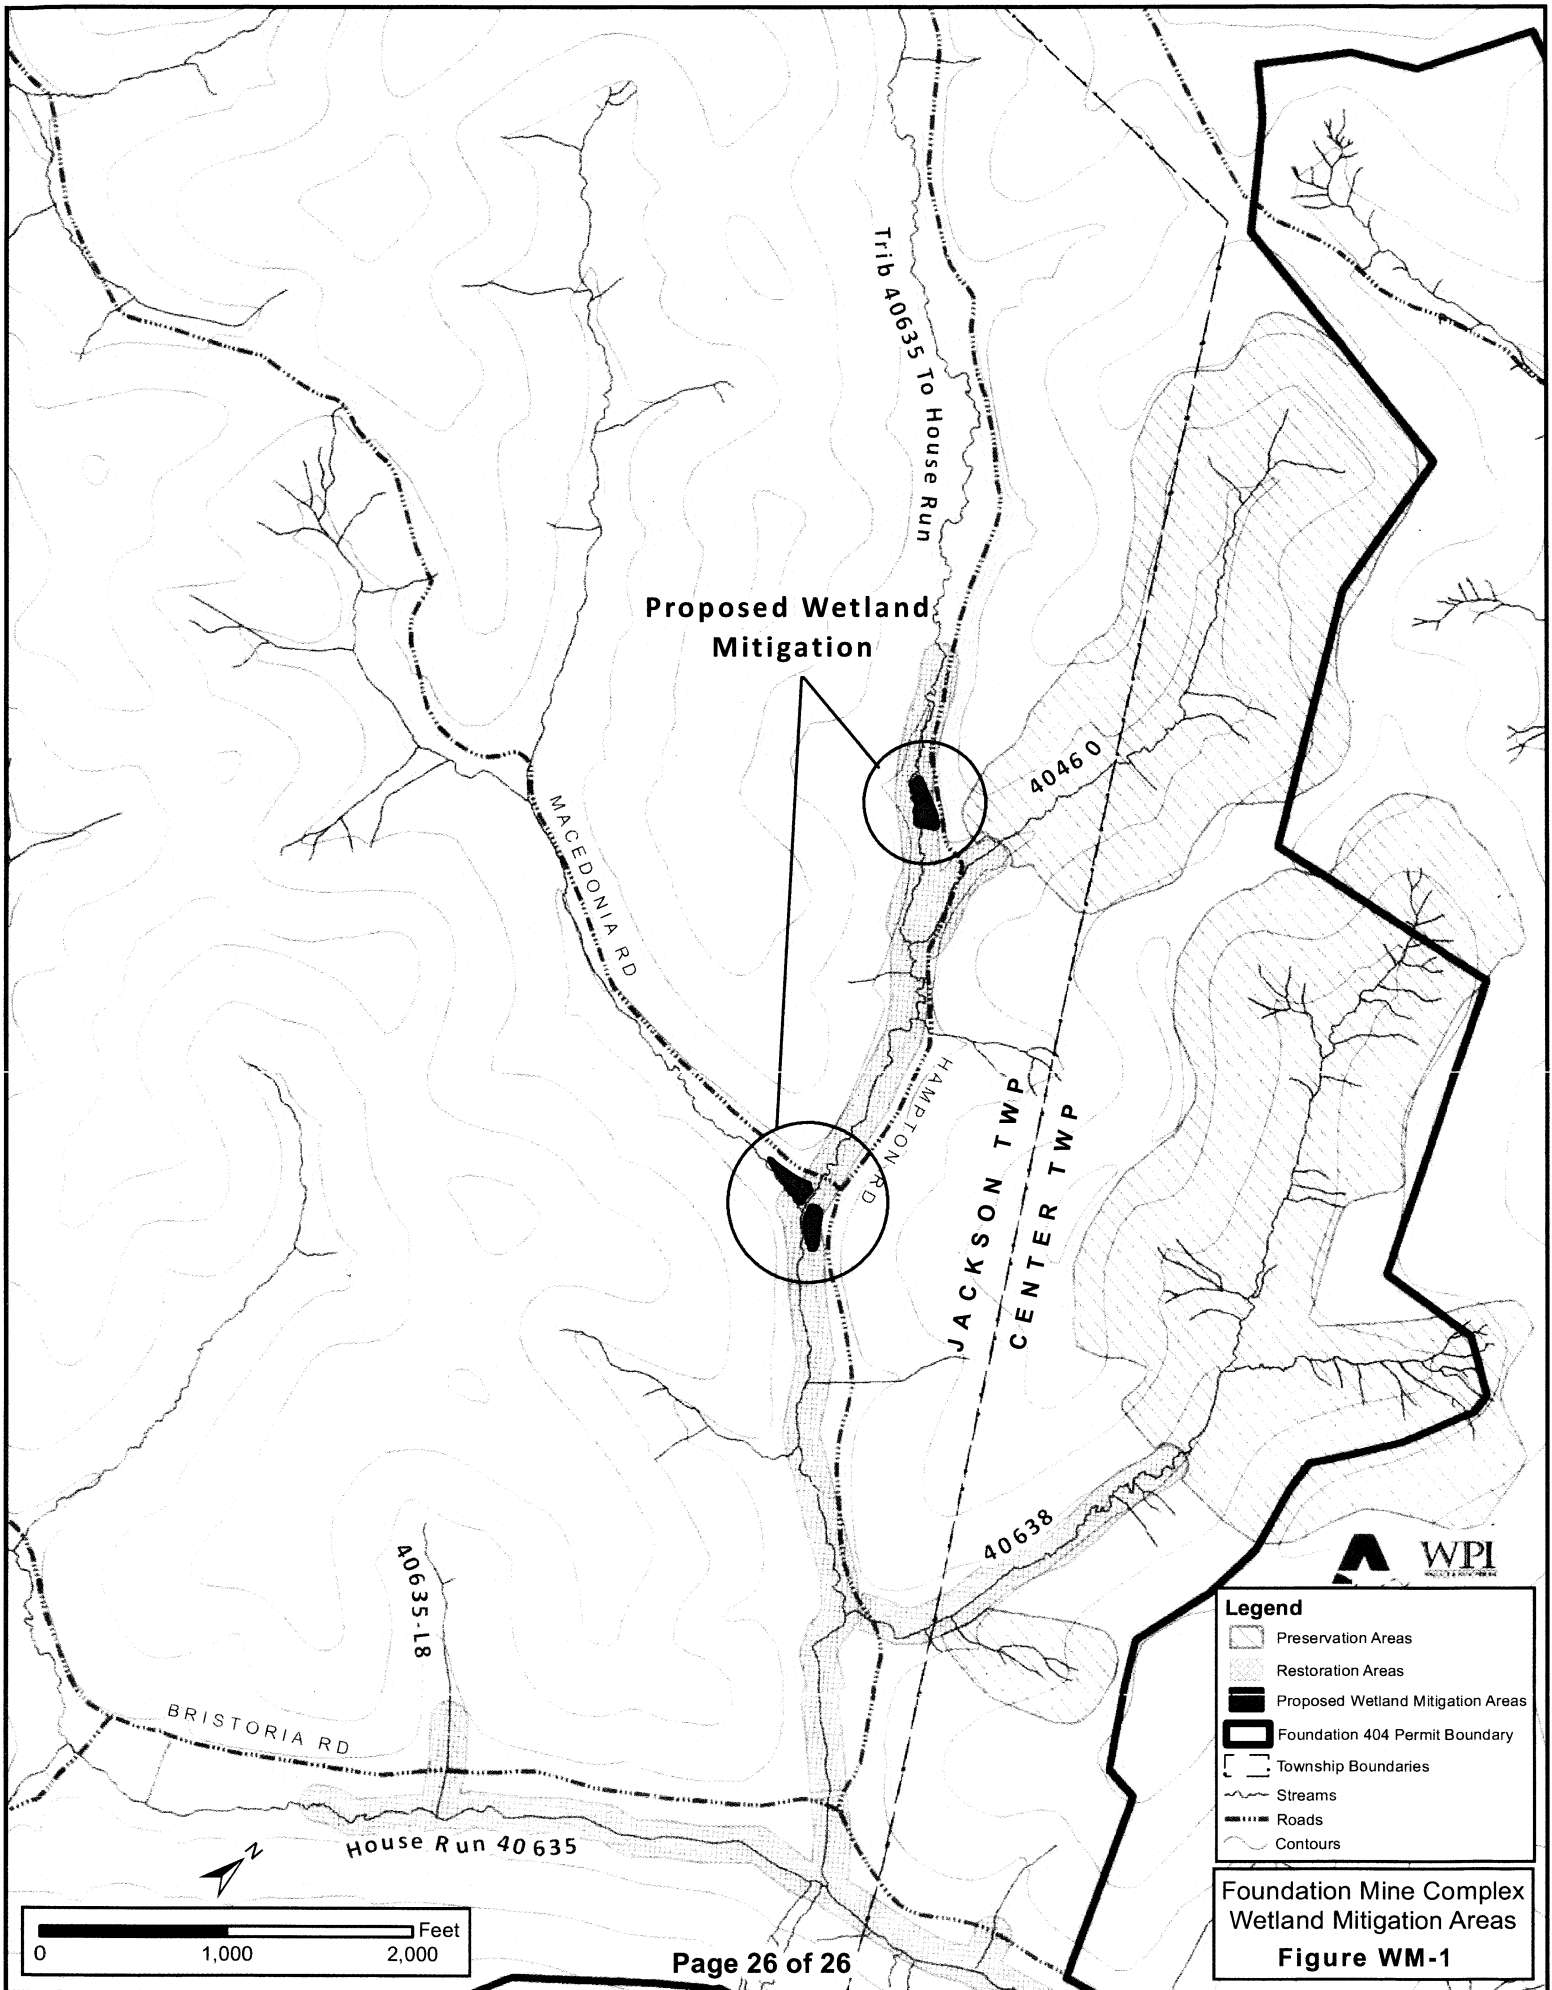 Trib 40635 To House Run
Proposed Wetland
Mitigation
40460
MACEDONIA RD
HAMPTON RD
JACKSON TWP
CENTER TWP
40638
40635-L8
BRISTORIA RD
House Run 40635
N
WPI
Legend
Preservation Areas
Restoration Areas
Proposed Wetland Mitigation Areas
Foundation 404 Permit Boundary
Township Boundaries
Streams
Roads
Contours
Foundation Mine Complex
Wetland Mitigation Areas
Figure WM-1
Feet
0 1,000 2,000
Page 26 of 26